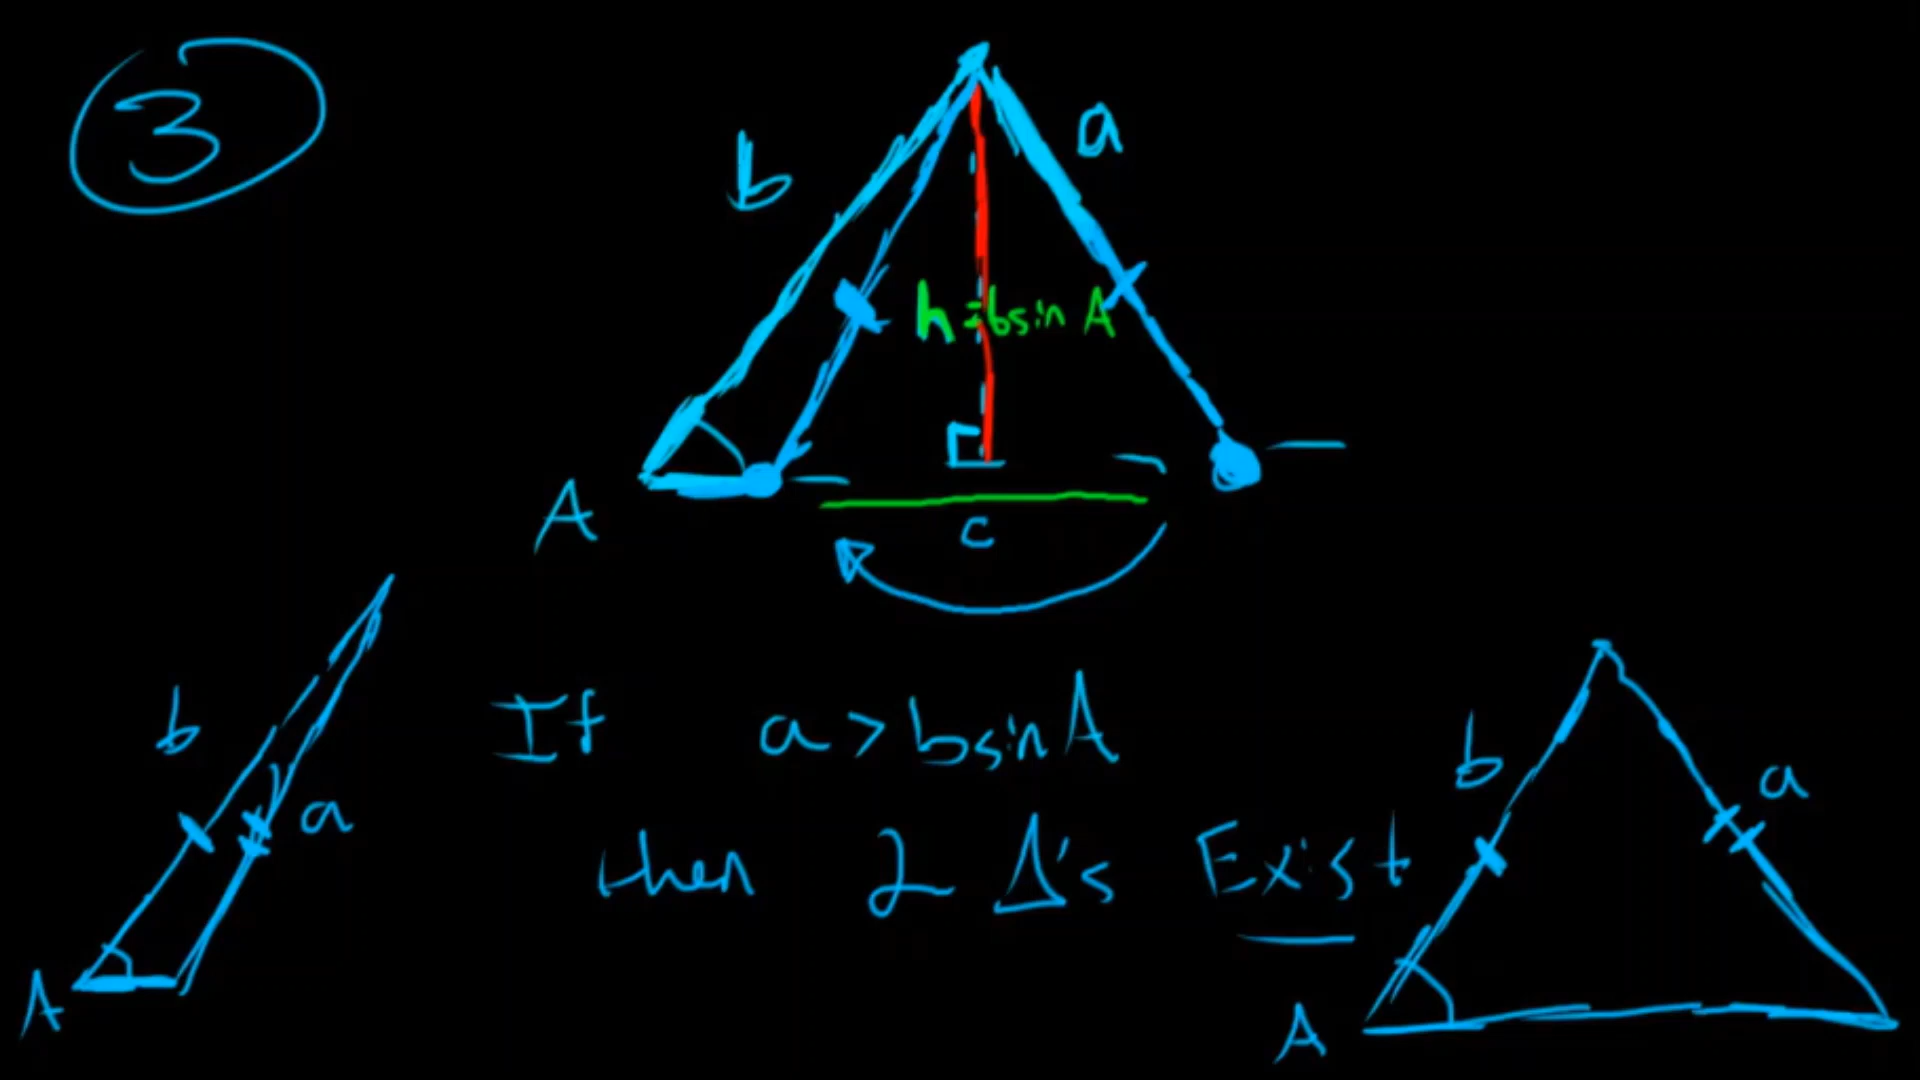 3
b
a
h = bsin A
A
c
b
a
A
If a > bsinA
then 2 Δ's Exist
b
a
A